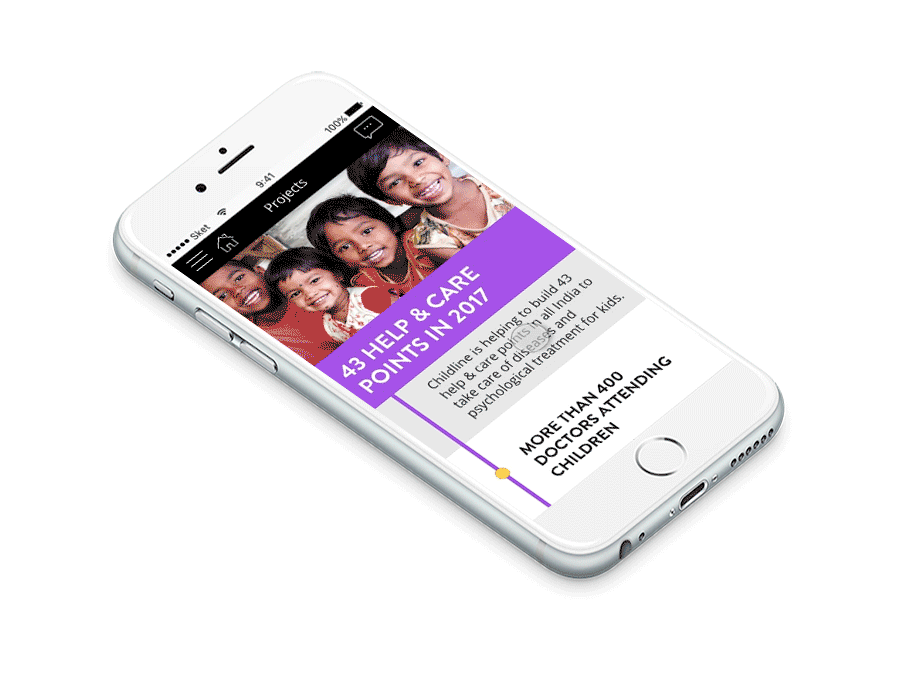 Sket
9:41
100%
Projects
43 HELP & CARE
POINTS IN 2017
Childline is helping to build 43
help & care points in all India to
take care of diseases and
psychological treatment for kids.
MORE THAN 400
DOCTORS ATTENDING
CHILDREN